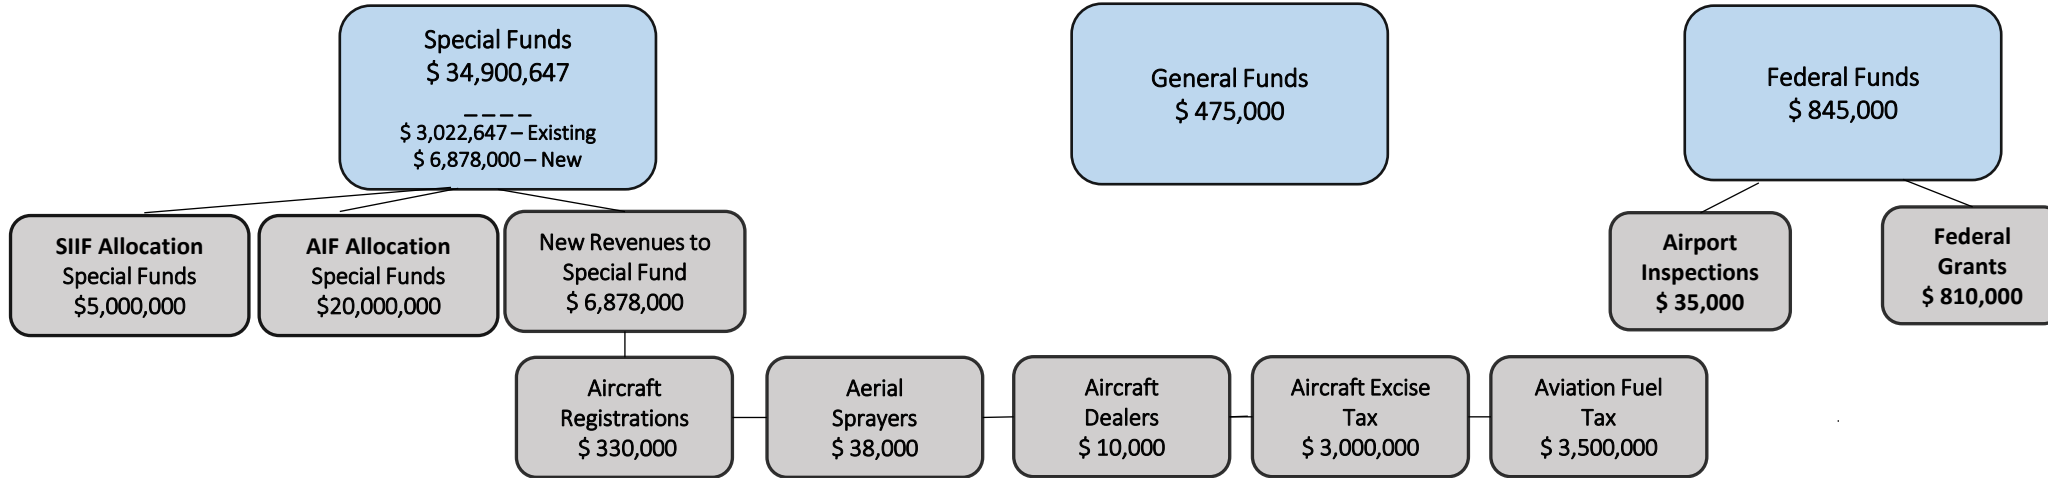 Special Funds
$ 34,900,647
____
$ 3,022,647 – Existing
$ 6,878,000 – New
General Funds
$ 475,000
Federal Funds
$ 845,000
SIIF Allocation
Special Funds
$5,000,000
AIF Allocation
Special Funds
$20,000,000
New Revenues to
Special Fund
$ 6,878,000
Airport
Inspections
$ 35,000
Federal
Grants
$ 810,000
Aircraft
Registrations
$ 330,000
Aerial
Sprayers
$ 38,000
Aircraft
Dealers
$ 10,000
Aircraft Excise
Tax
$ 3,000,000
Aviation Fuel
Tax
$ 3,500,000